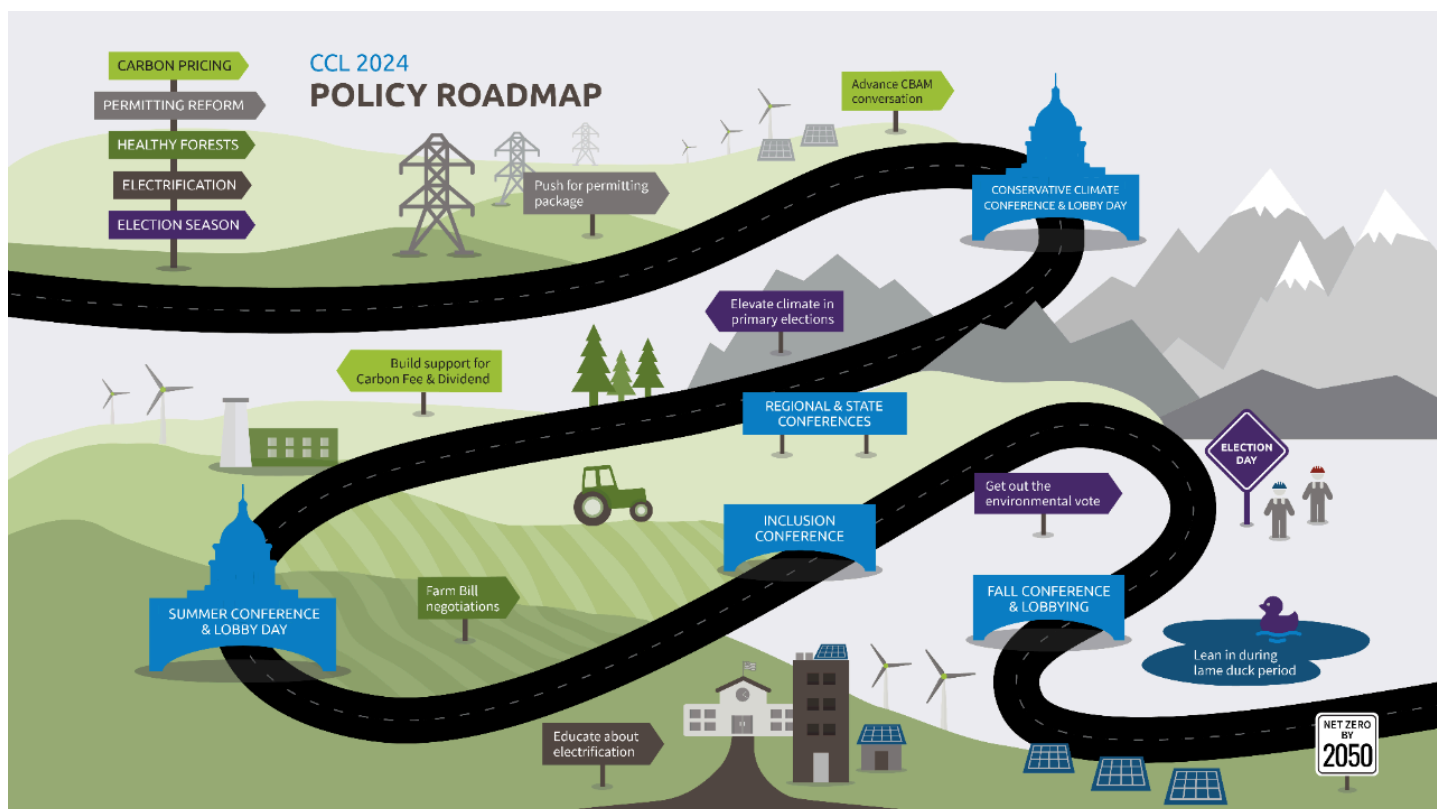 CCL 2024
POLICY ROADMAP
CARBON PRICING
PERMITTING REFORM
HEALTHY FORESTS
ELECTRIFICATION
ELECTION SEASON
Push for permitting
package
Advance CBAM
conversation
CONSERVATIVE CLIMATE
CONFERENCE & LOBBY DAY
Elevate climate in
primary elections
REGIONAL & STATE
CONFERENCES
Build support for
Carbon Fee & Dividend
SUMMER CONFERENCE
& LOBBY DAY
Farm Bill
negotiations
Educate about
electrification
INCLUSION
CONFERENCE
Get out the
environmental vote
ELECTION
DAY
FALL CONFERENCE
& LOBBYING
Lean in during
lame duck period
NET ZERO
BY
2050